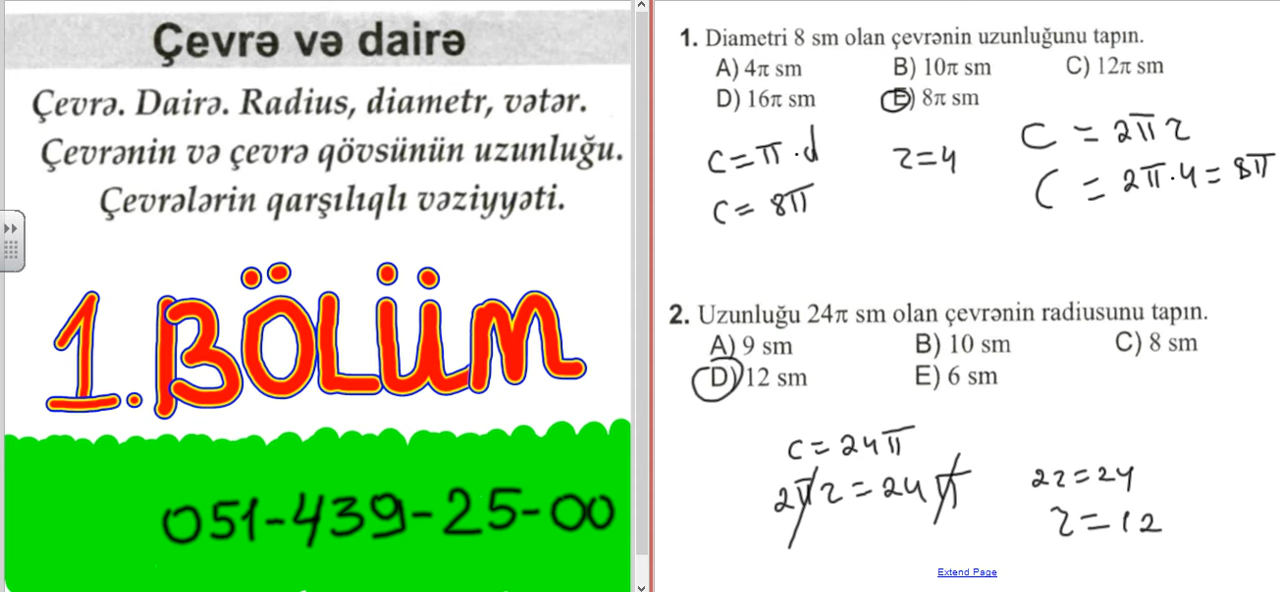 Çevrə və dairə
Çevrə. Dairə. Radius, diametr, vətər.
Çevrənin və çevrə qövsünün uzunluğu.
Çevrələrin qarşılıqlı vəziyyəti.
1. BÖLÜM
051-439-25-00
1. Diametri 8 sm olan çevrənin uzunluğunu tapın.
A) 4π sm B) 10π sm C) 12π sm
D) 16π sm E) 8π sm
C = π · d r = 4 C = 2πr
C = 8π C = 2π · 4 = 8π
2. Uzunluğu 24π sm olan çevrənin radiusunu tapın.
A) 9 sm B) 10 sm C) 8 sm
D) 12 sm E) 6 sm
C = 24π
2πr = 24π 2r = 24
r = 12
Extend Page